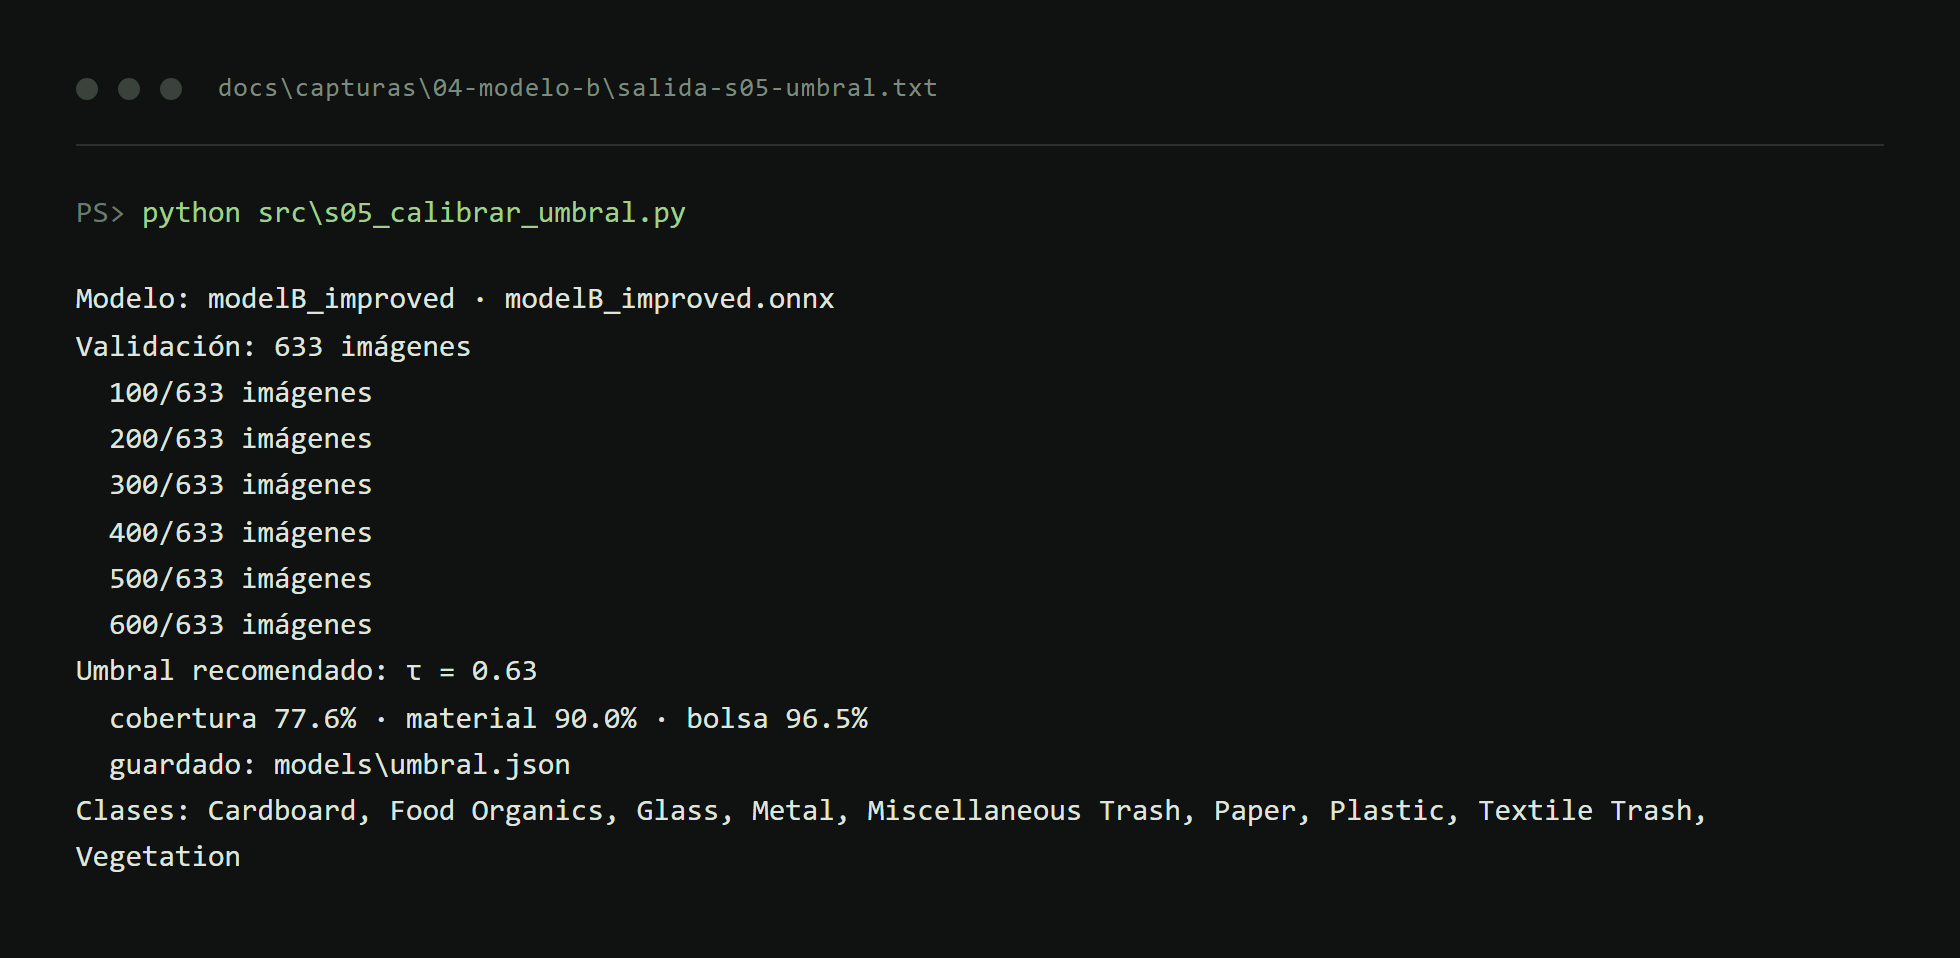 docs\capturas\04-modelo-b\salida-s05-umbral.txt
PS> python src\s05_calibrar_umbral.py
Modelo: modelB_improved · modelB_improved.onnx
Validación: 633 imágenes
100/633 imágenes
200/633 imágenes
300/633 imágenes
400/633 imágenes
500/633 imágenes
600/633 imágenes
Umbral recomendado: τ = 0.63
cobertura 77.6% · material 90.0% · bolsa 96.5%
guardado: models\umbral.json
Clases: Cardboard, Food Organics, Glass, Metal, Miscellaneous Trash, Paper, Plastic, Textile Trash,
Vegetation